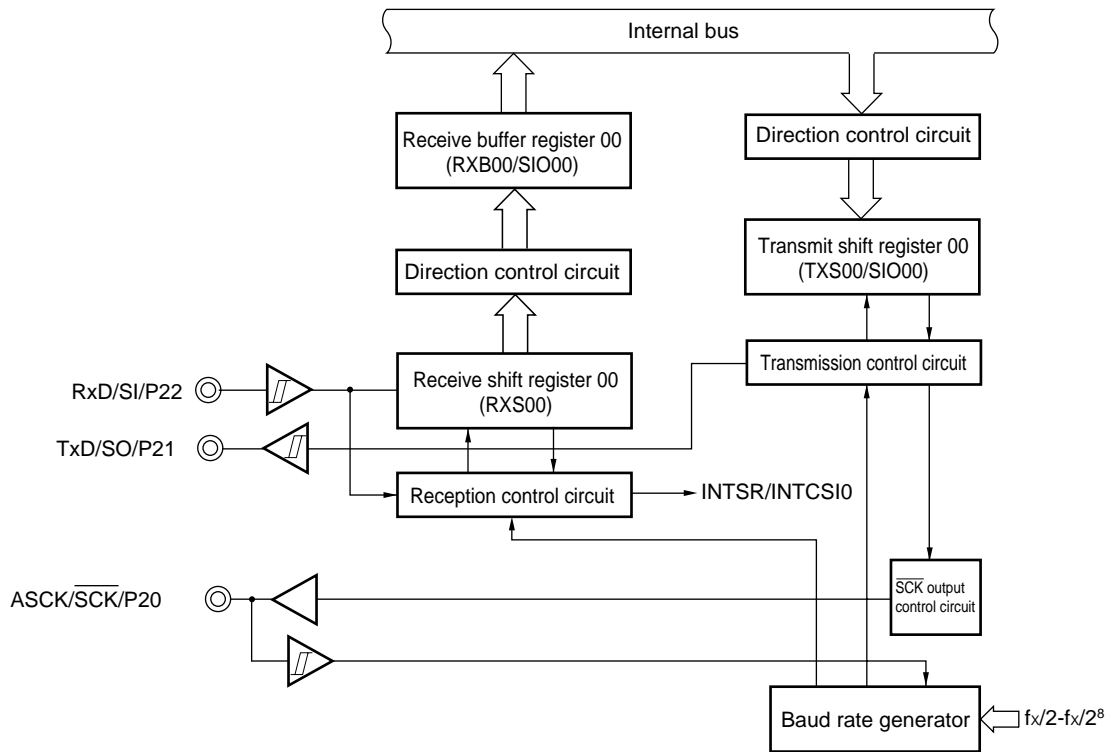 Internal bus
Receive buffer register 00
(RXB00/SIO00)
Direction control circuit
Direction control circuit
Transmit shift register 00
(TXS00/SIO00)
Transmission control circuit
RxD/SI/P22
Receive shift register 00
(RXS00)
TxD/SO/P21
Reception control circuit
INTSR/INTCSI0
ASCK/S̅C̅K̅/P20
S̅C̅K̅ output
control circuit
Baud rate generator
fx/2-fx/2⁸